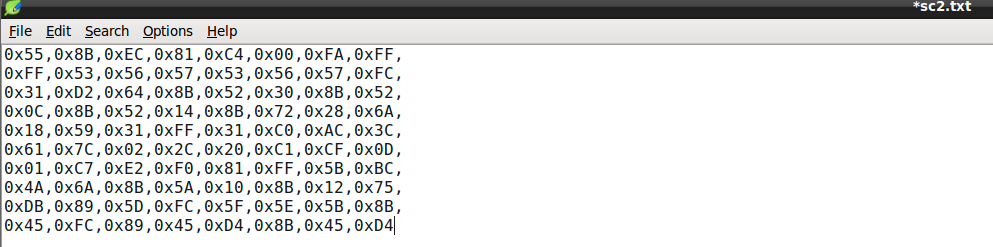 *sc2.txt
File Edit Search Options Help
0x55,0x8B,0xEC,0x81,0xC4,0x00,0xFA,0xFF,
0xFF,0x53,0x56,0x57,0x53,0x56,0x57,0xFC,
0x31,0xD2,0x64,0x8B,0x52,0x30,0x8B,0x52,
0x0C,0x8B,0x52,0x14,0x8B,0x72,0x28,0x6A,
0x18,0x59,0x31,0xFF,0x31,0xC0,0xAC,0x3C,
0x61,0x7C,0x02,0x2C,0x20,0xC1,0xCF,0x0D,
0x01,0xC7,0xE2,0xF0,0x81,0xFF,0x5B,0xBC,
0x4A,0x6A,0x8B,0x5A,0x10,0x8B,0x12,0x75,
0xDB,0x89,0x5D,0xFC,0x5F,0x5E,0x5B,0x8B,
0x45,0xFC,0x89,0x45,0xD4,0x8B,0x45,0xD4